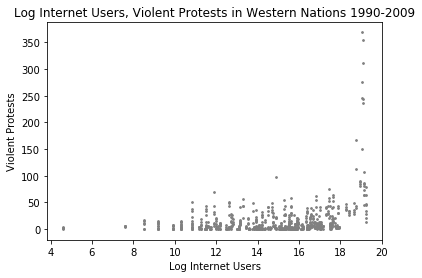 Log Internet Users, Violent Protests in Western Nations 1990-2009
350
300
250
200
150
100
50
0
Violent Protests
4 6 8 10 12 14 16 18 20
Log Internet Users